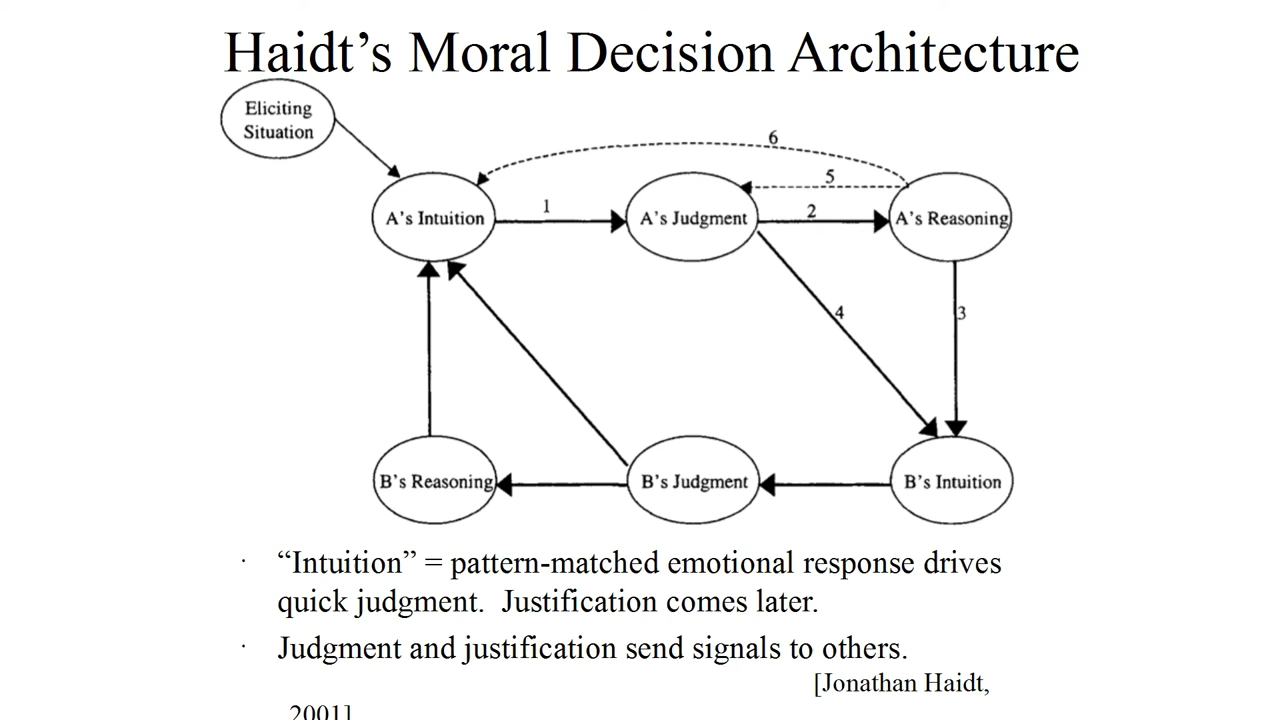 Haidt’s Moral Decision Architecture
Eliciting
Situation
6
5
A's Intuition
1
A's Judgment
2
A's Reasoning
4
3
B's Reasoning
B's Judgment
B's Intuition
· “Intuition” = pattern-matched emotional response drives
quick judgment.  Justification comes later.
· Judgment and justification send signals to others.
[Jonathan Haidt,
2001]